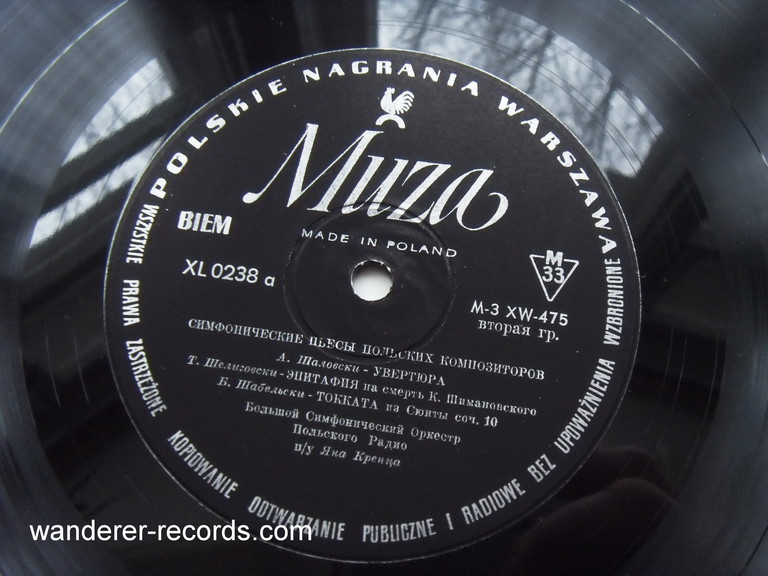 POLSKIE NAGRANIA WARSZAWA
Muza
MADE IN POLAND
BIEM
XL 0238 a
M
33
M-3 XW-475
вторая гр.
СИМФОНИЧЕСКИЕ ПЬЕСЫ ПОЛЬСКИХ КОМПОЗИТОРОВ
А. Шаловски - УВЕРТЮРА
Т. Шелиговски - ЭПИТАФИЯ на смерть К. Шимановского
Б. Шабельски - ТОККАТА из Сюиты соч. 10
Большой Симфонический Оркестр
Польского Радио
п/у Яна Кренца
WSZYSTKIE PRAWA ZASTRZEŻONE KOPIOWANIE ODTWARZANIE PUBLICZNE I RADIOWE BEZ UPOWAŻNIENIA WZBRONIONE
wanderer-records.com